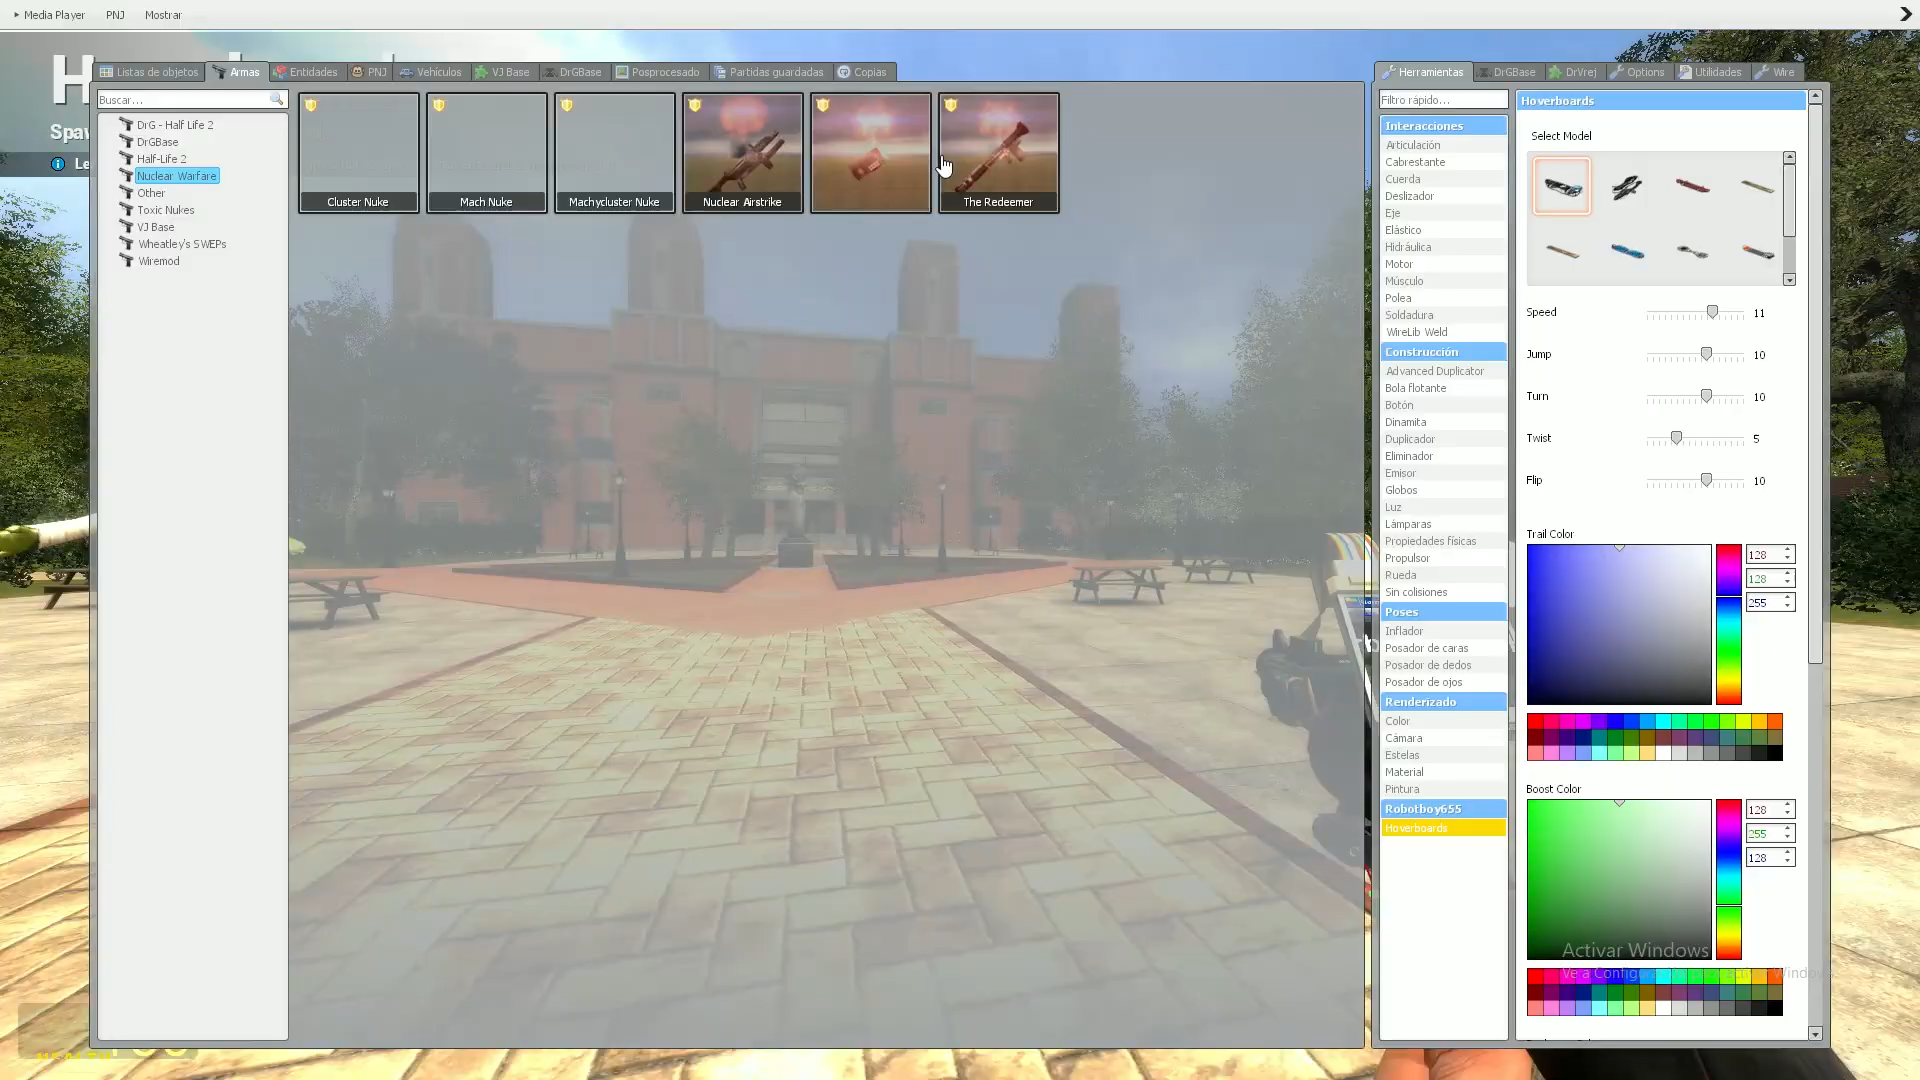 Media Player PNJ Mostrar
H
Spaw
Le
Listas de objetos Armas Entidades PNJ Vehículos VJ Base DrGBase Posprocesado Partidas guardadas Copias
Buscar...
DrG - Half Life 2
DrGBase
Half-Life 2
Nuclear Warfare
Other
Toxic Nukes
VJ Base
Wheatley's SWEPs
Wiremod
Cluster Nuke Mach Nuke Machycluster Nuke Nuclear Airstrike The Redeemer
Herramientas DrGBase DrVrej Options Utilidades Wire
Filtro rápido...
Interacciones
Articulación
Cabrestante
Cuerda
Deslizador
Eje
Elástico
Hidráulica
Motor
Músculo
Polea
Soldadura
WireLib Weld
Construcción
Advanced Duplicator
Bola flotante
Botón
Dinamita
Duplicador
Eliminador
Emisor
Globos
Luz
Lámparas
Propiedades físicas
Propulsor
Rueda
Sin colisiones
Poses
Inflador
Posador de caras
Posador de dedos
Posador de ojos
Renderizado
Color
Cámara
Estelas
Material
Pintura
Robotboy655
Hoverboards
Hoverboards
Select Model
Speed 11
Jump 10
Turn 10
Twist 5
Flip 10
Trail Color
128
128
255
Boost Color
128
255
128
Activar Windows
HEALTH